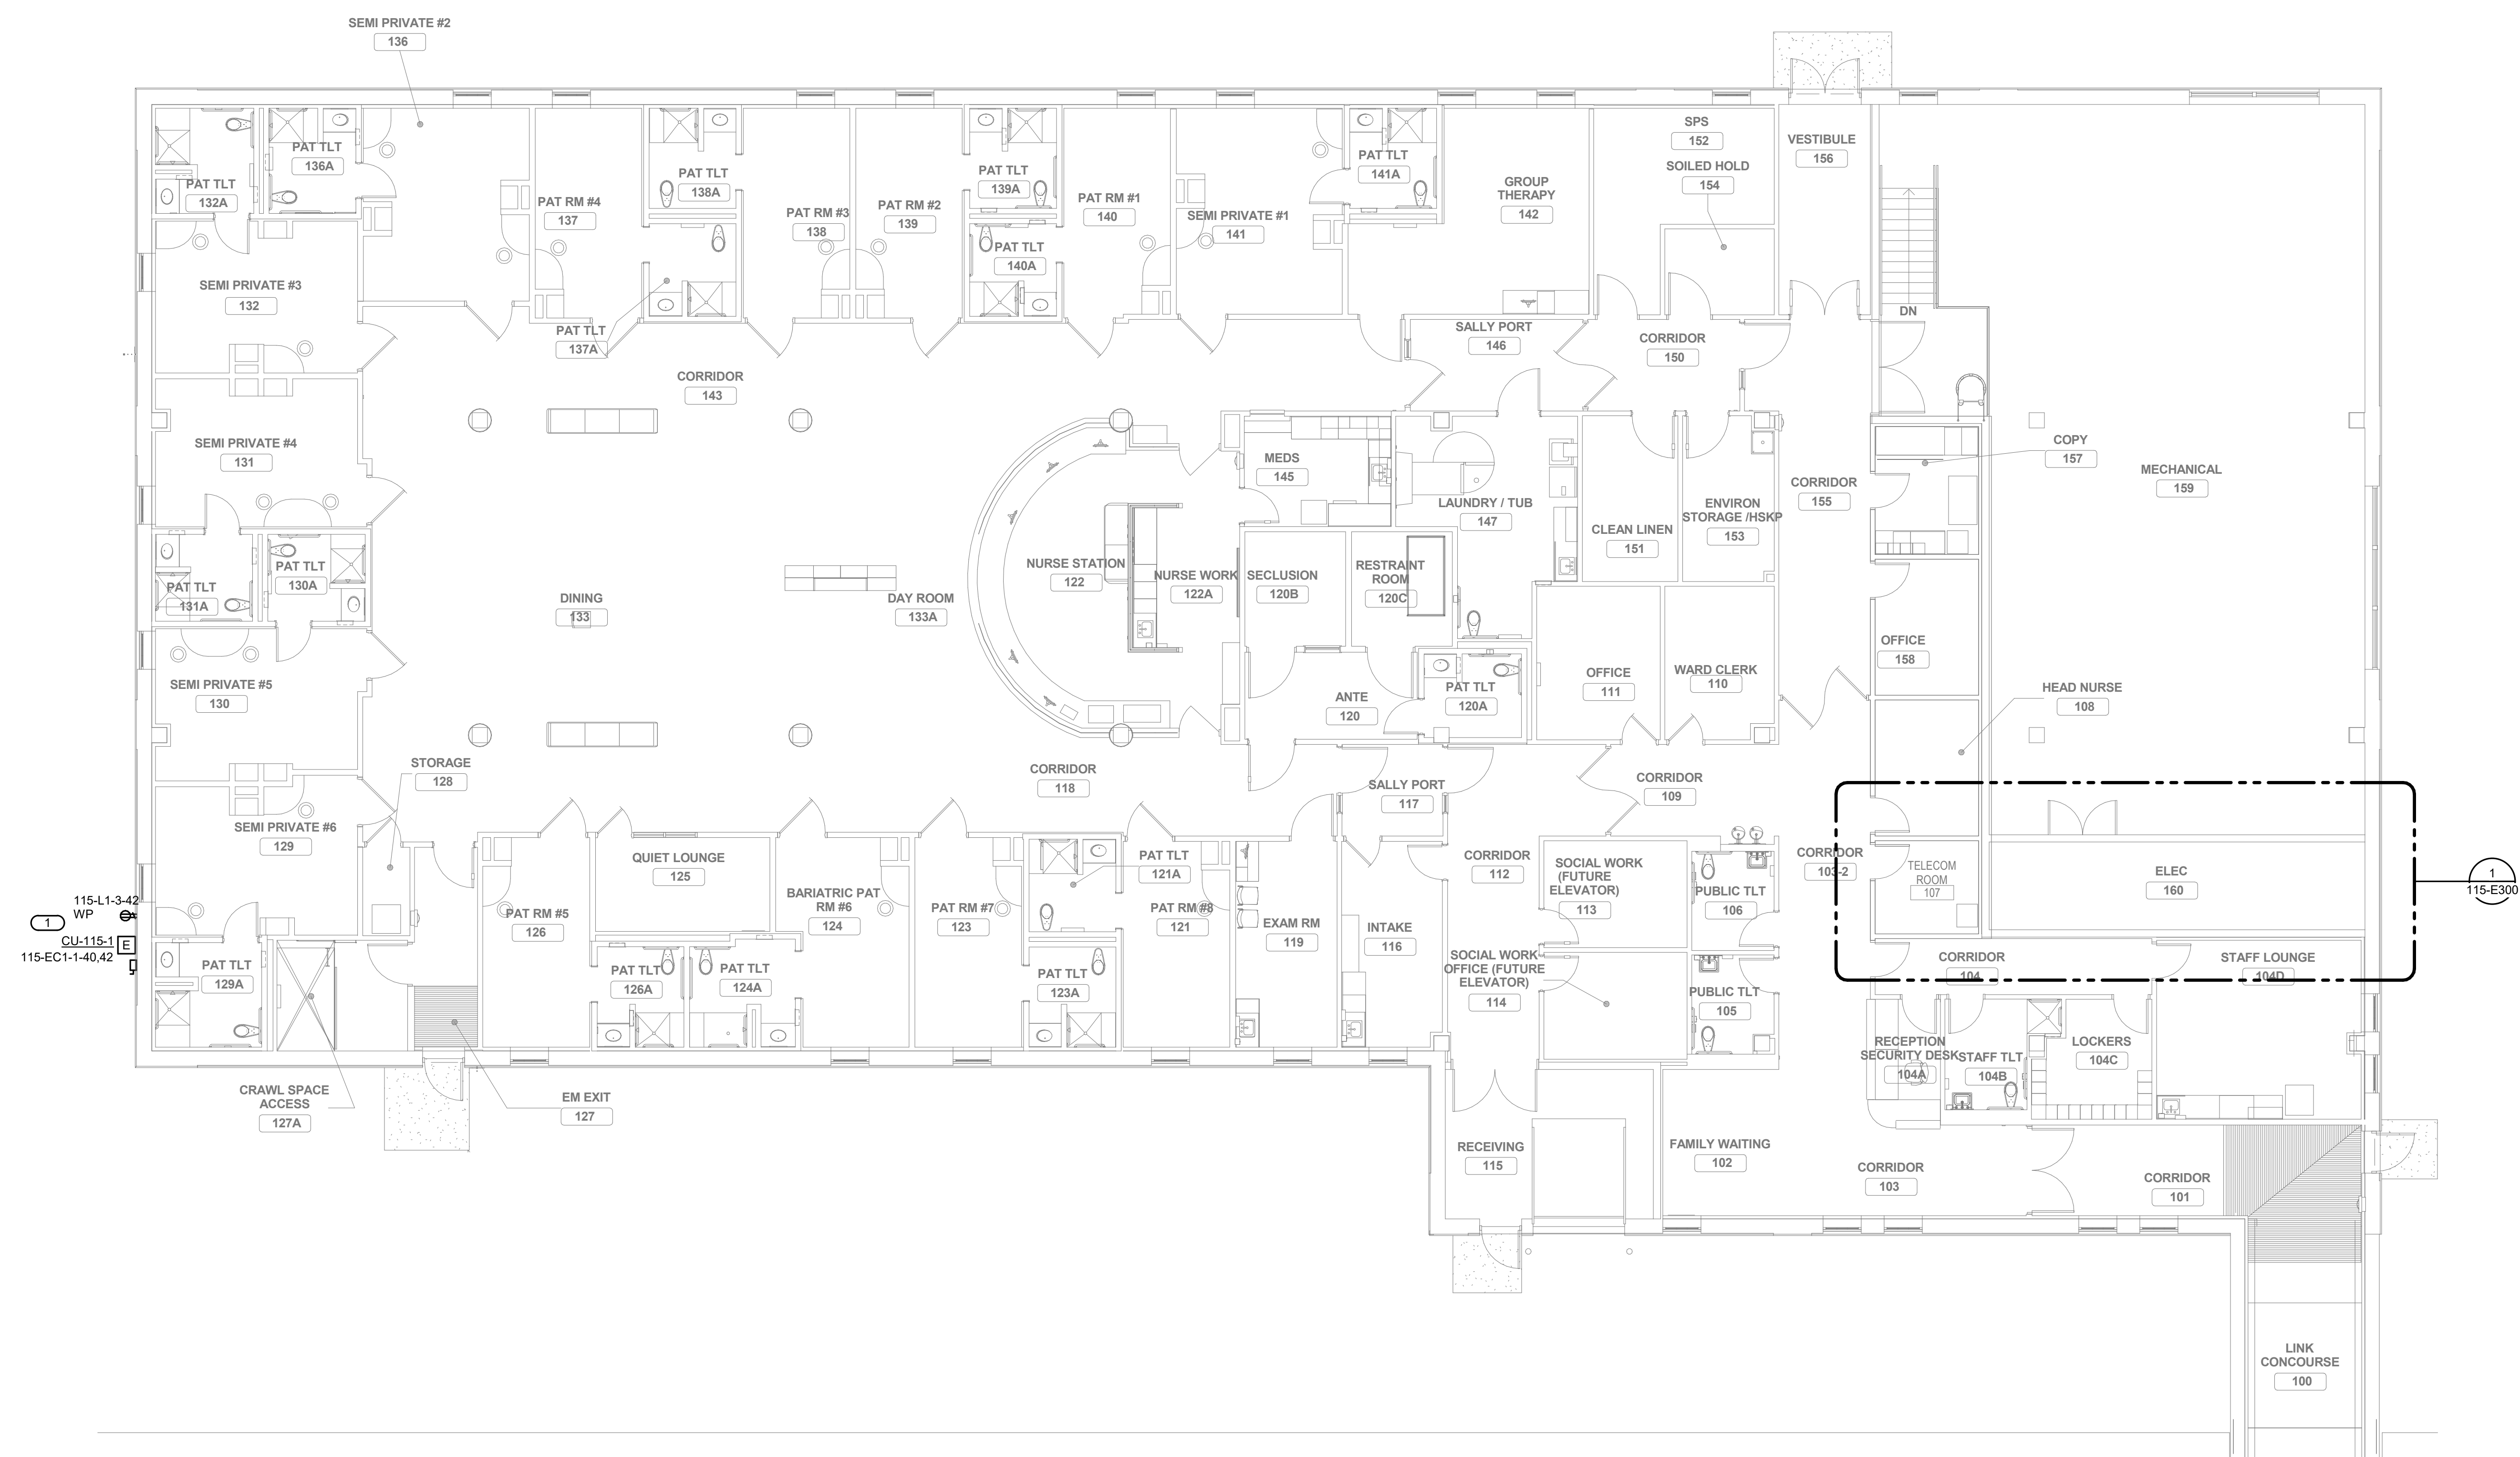 SEMI PRIVATE #2
136
PAT TLT
132A
PAT TLT
136A
PAT RM #4
137
PAT TLT
138A
PAT RM #3
138
PAT RM #2
139
PAT TLT
139A
PAT TLT
140A
PAT RM #1
140
SEMI PRIVATE #1
141
PAT TLT
141A
GROUP
THERAPY
142
SPS
152
SOILED HOLD
154
VESTIBULE
156
SEMI PRIVATE #3
132
PAT TLT
137A
CORRIDOR
143
SALLY PORT
146
CORRIDOR
150
DN
SEMI PRIVATE #4
131
MEDS
145
LAUNDRY / TUB
147
CLEAN LINEN
151
ENVIRON
STORAGE /HSKP
153
CORRIDOR
155
COPY
157
MECHANICAL
159
PAT TLT
131A
PAT TLT
130A
DINING
133
DAY ROOM
133A
NURSE STATION
122
NURSE WORK
122A
SECLUSION
120B
RESTRAINT
ROOM
120C
OFFICE
158
SEMI PRIVATE #5
130
ANTE
120
PAT TLT
120A
OFFICE
111
WARD CLERK
110
HEAD NURSE
108
STORAGE
128
CORRIDOR
118
SALLY PORT
117
CORRIDOR
109
SEMI PRIVATE #6
129
QUIET LOUNGE
125
BARIATRIC PAT
RM #6
124
PAT RM #5
126
PAT RM #7
123
PAT TLT
121A
PAT RM #8
121
EXAM RM
119
INTAKE
116
CORRIDOR
112
SOCIAL WORK
(FUTURE
ELEVATOR)
113
PUBLIC TLT
106
CORRIDOR
103-2
TELECOM
ROOM
107
ELEC
160
1
115-E300
115-L1-3-42
WP
1
CU-115-1
E
115-EC1-1-40,42
PAT TLT
129A
PAT TLT
126A
PAT TLT
124A
PAT TLT
123A
SOCIAL WORK
OFFICE (FUTURE
ELEVATOR)
114
PUBLIC TLT
105
CORRIDOR
104
STAFF LOUNGE
104D
RECEPTION
SECURITY DESK
104A
STAFF TLT
104B
LOCKERS
104C
CRAWL SPACE
ACCESS
127A
EM EXIT
127
RECEIVING
115
FAMILY WAITING
102
CORRIDOR
103
CORRIDOR
101
LINK
CONCOURSE
100